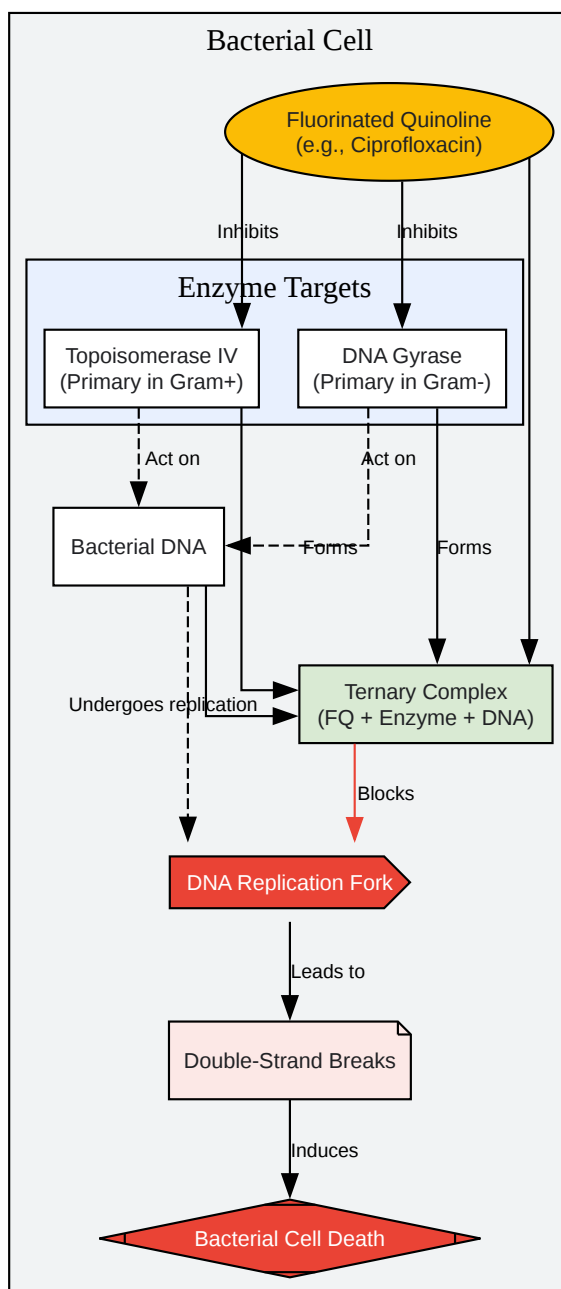 Bacterial Cell
Fluorinated Quinoline
(e.g., Ciprofloxacin)
Inhibits
Inhibits
Enzyme Targets
Topoisomerase IV
(Primary in Gram+)
DNA Gyrase
(Primary in Gram-)
Act on
Act on
Bacterial DNA
Forms
Forms
Ternary Complex
(FQ + Enzyme + DNA)
Undergoes replication
Blocks
DNA Replication Fork
Leads to
Double-Strand Breaks
Induces
Bacterial Cell Death